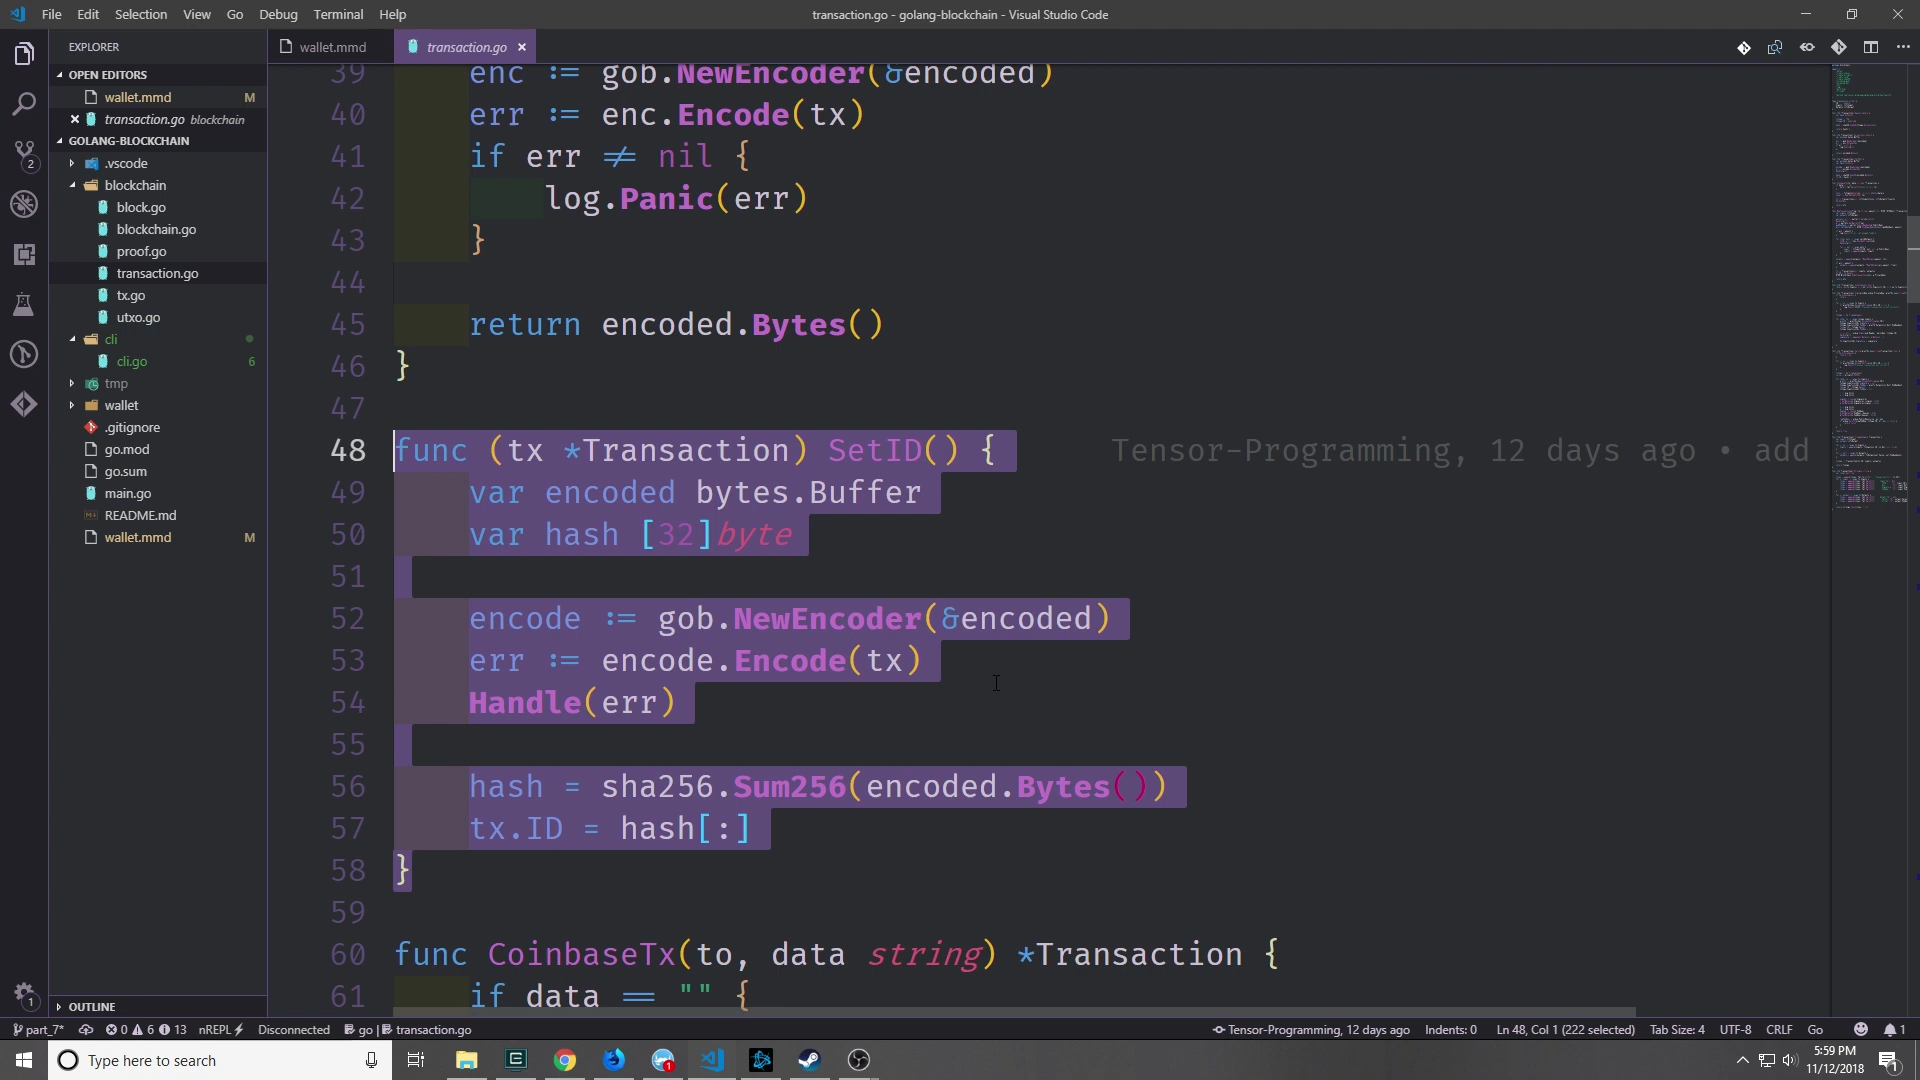 File Edit Selection View Go Debug Terminal Help
transaction.go - golang-blockchain - Visual Studio Code
EXPLORER
OPEN EDITORS
wallet.mmd M
transaction.go blockchain
GOLANG-BLOCKCHAIN
.vscode
blockchain
block.go
blockchain.go
proof.go
transaction.go
tx.go
utxo.go
cli
cli.go 6
tmp
wallet
.gitignore
go.mod
go.sum
main.go
README.md
wallet.mmd M
OUTLINE
2
1
wallet.mmd transaction.go
39 enc := gob.NewEncoder(&encoded)
40 err := enc.Encode(tx)
41 if err != nil {
42 log.Panic(err)
43 }
44
45 return encoded.Bytes()
46 }
47
48 func (tx *Transaction) SetID() { Tensor-Programming, 12 days ago • add
49 var encoded bytes.Buffer
50 var hash [32]byte
51
52 encode := gob.NewEncoder(&encoded)
53 err := encode.Encode(tx)
54 Handle(err)
55
56 hash = sha256.Sum256(encoded.Bytes())
57 tx.ID = hash[:]
58 }
59
60 func CoinbaseTx(to, data string) *Transaction {
61 if data == "" {
part_7* 0 6 13 nREPL Disconnected go | transaction.go Tensor-Programming, 12 days ago Indents: 0 Ln 48, Col 1 (222 selected) Tab Size: 4 UTF-8 CRLF Go 1
Type here to search
1
5:59 PM
11/12/2018
1